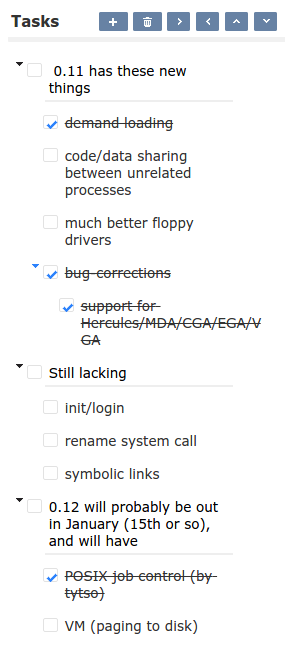 Tasks
0.11 has these new
things
demand loading
code/data sharing
between unrelated
processes
much better floppy
drivers
bug corrections
support for
Hercules/MDA/CGA/EGA/V
GA
Still lacking
init/login
rename system call
symbolic links
0.12 will probably be out
in January (15th or so),
and will have
POSIX job control (by
tytso)
VM (paging to disk)